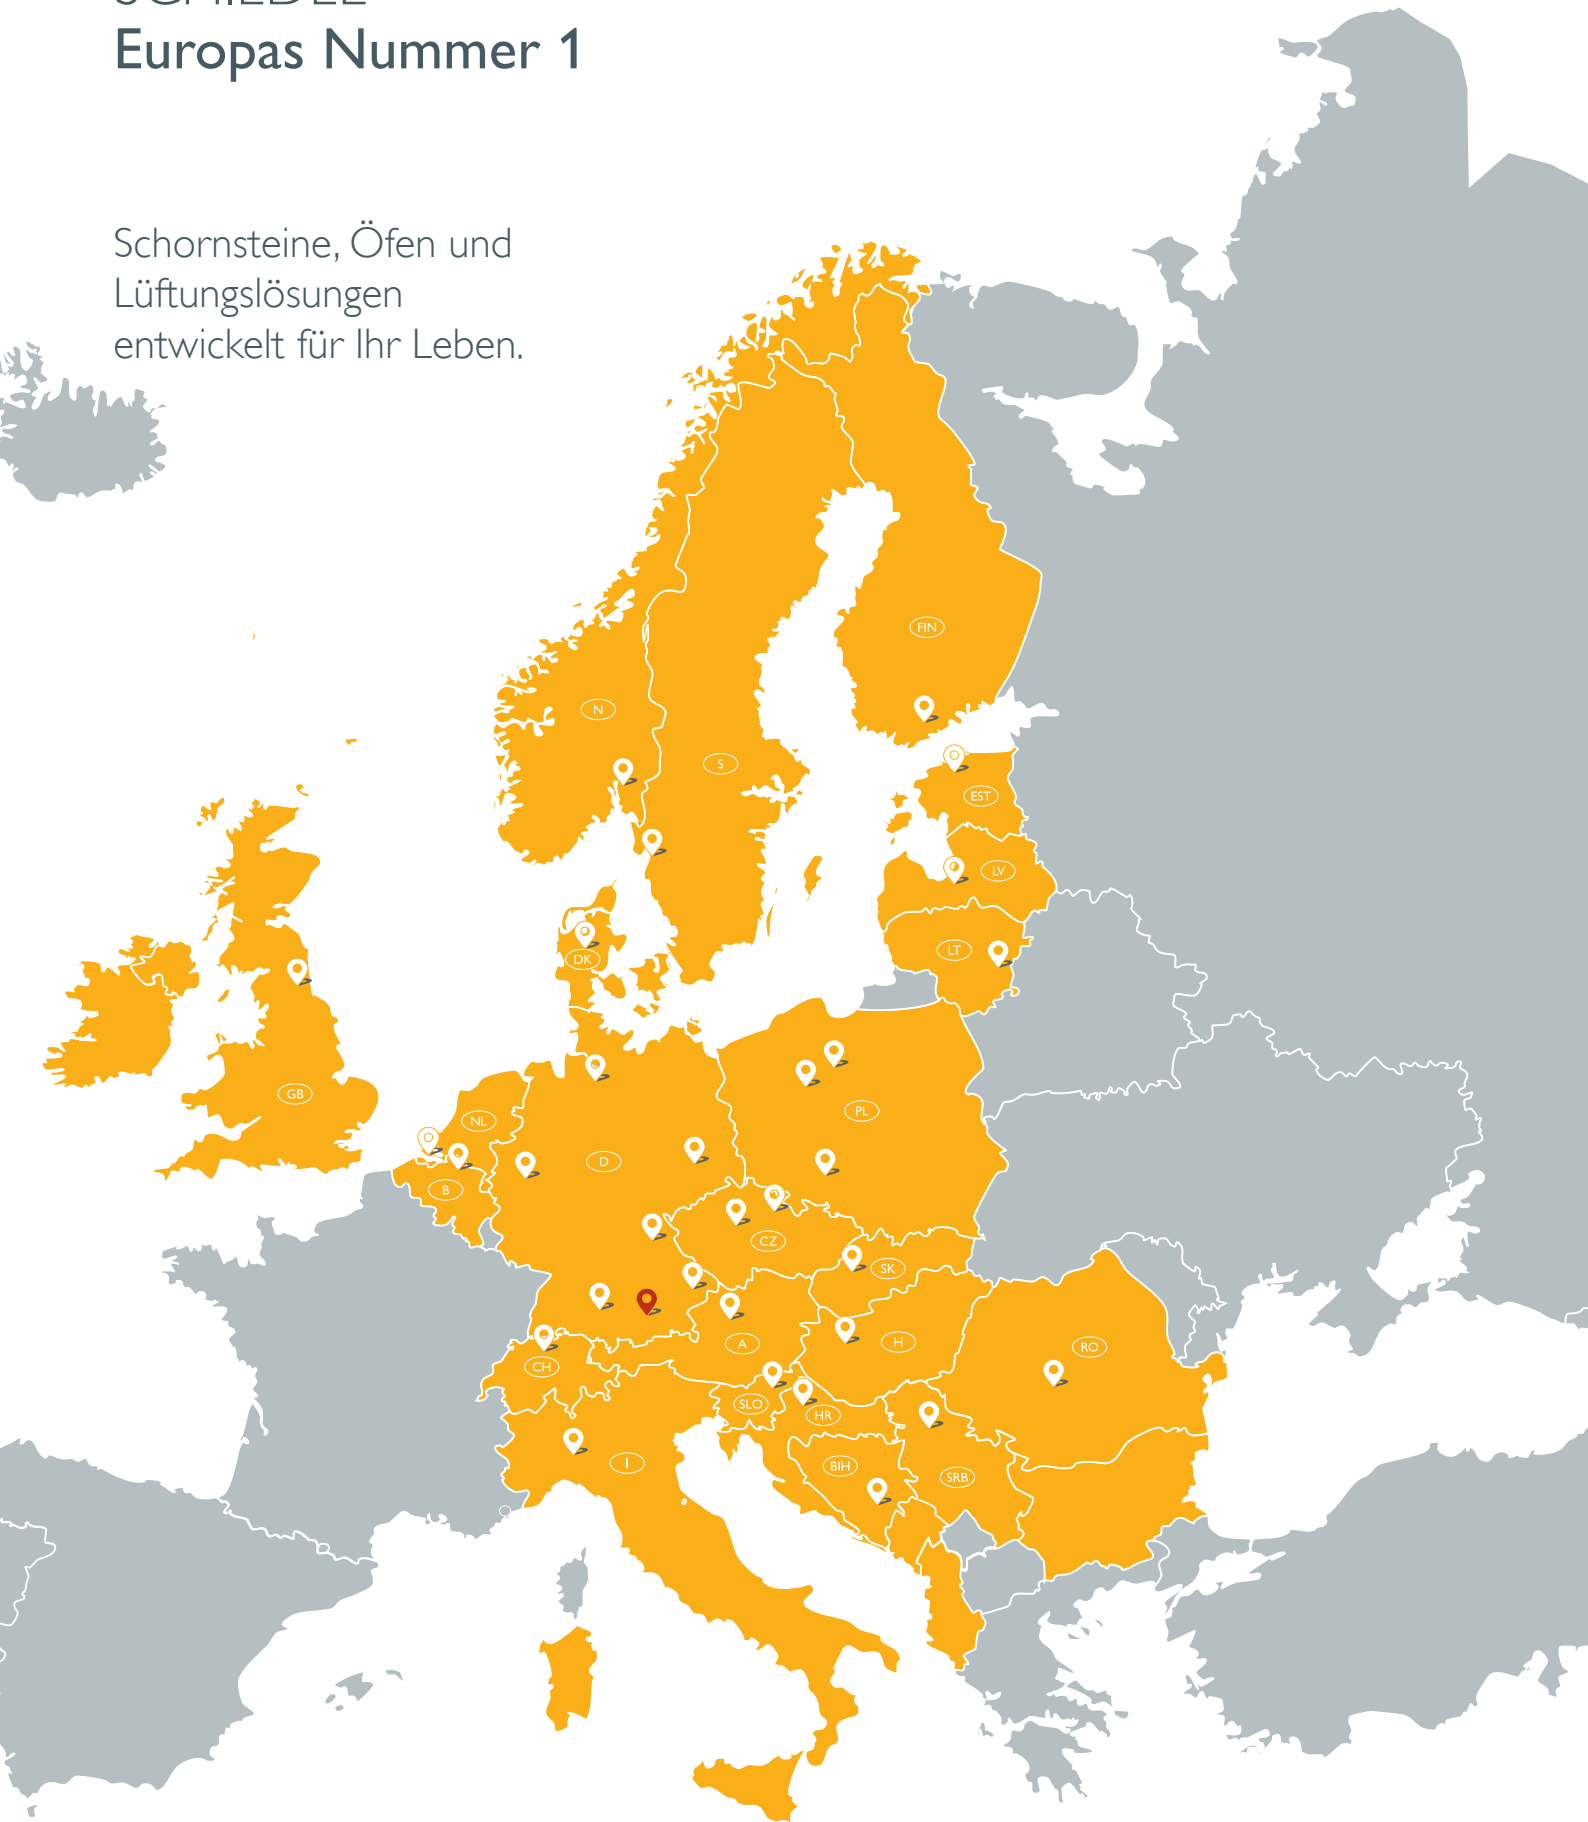 Europas Nummer 1
Schornsteine, Öfen und
Lüftungslösungen
entwickelt für Ihr Leben.
FIN
N
S
EST
LV
LT
DK
GB
NL
PL
D
B
CZ
SK
A
H
RO
CH
SLO
HR
I
BIH
SRB